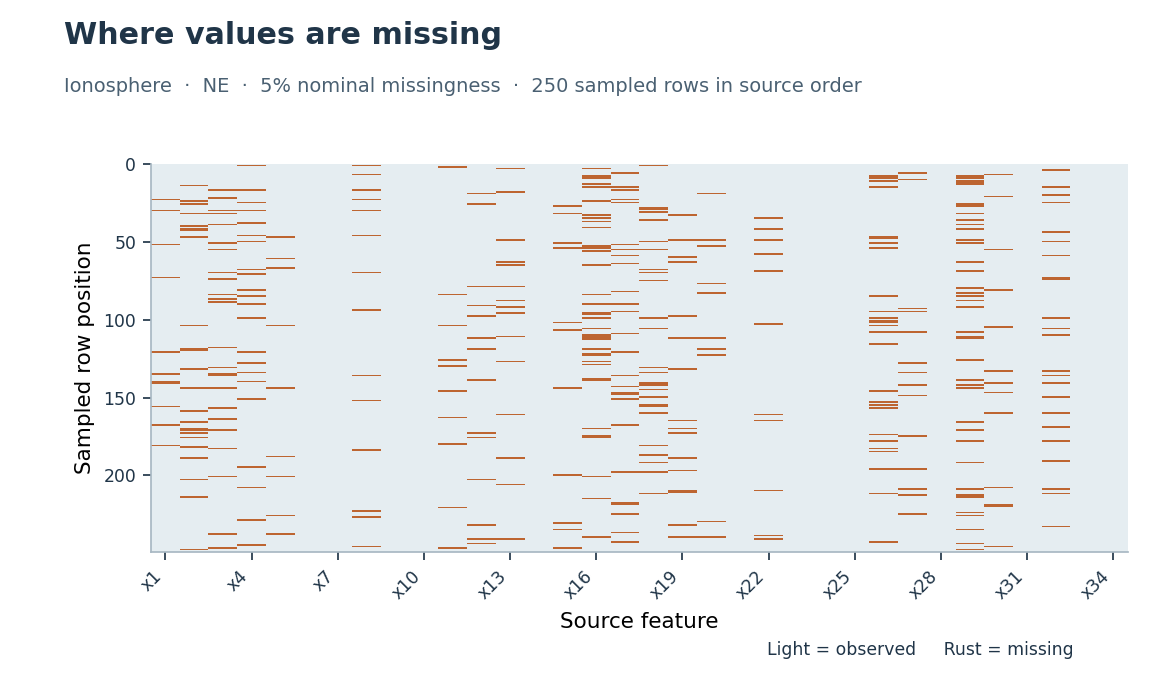 Where values are missing
Ionosphere · NE · 5% nominal missingness · 250 sampled rows in source order
0
50
100
150
200
Sampled row position
x1 x4 x7 x10 x13 x16 x19 x22 x25 x28 x31 x34
Source feature
Light = observed Rust = missing